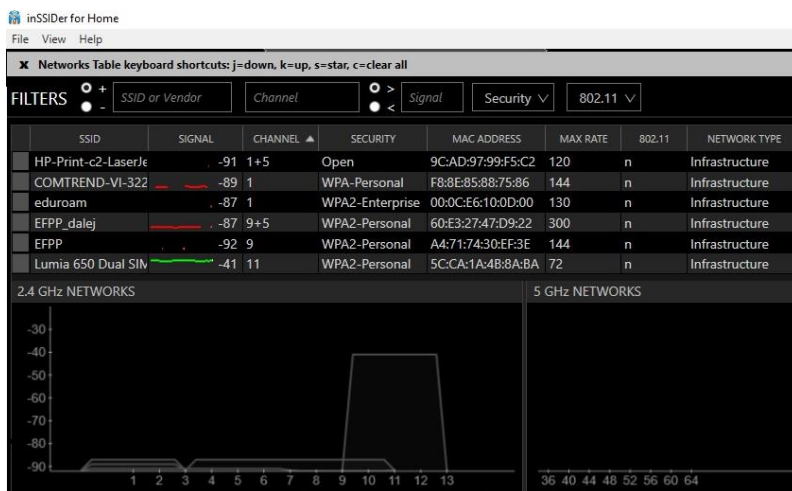 inSSIDer for Home
File View Help
x Networks Table keyboard shortcuts: j=down, k=up, s=star, c=clear all
FILTERS + - SSID or Vendor Channel > < Signal Security 802.11
SSID SIGNAL CHANNEL SECURITY MAC ADDRESS MAX RATE 802.11 NETWORK TYPE
HP-Print-c2-LaserJe -91 1+5 Open 9C:AD:97:99:F5:C2 120 n Infrastructure
COMTREND-VI-322 -89 1 WPA-Personal F8:8E:85:88:75:86 144 n Infrastructure
eduroam -87 1 WPA2-Enterprise 00:0C:E6:10:0D:00 130 n Infrastructure
EFPP_dalej -87 9+5 WPA2-Personal 60:E3:27:47:D9:22 300 n Infrastructure
EFPP -92 9 WPA2-Personal A4:71:74:30:EF:3E 144 n Infrastructure
Lumia 650 Dual SIM -41 11 WPA2-Personal 5C:CA:1A:4B:8A:BA 72 n Infrastructure
2.4 GHz NETWORKS 5 GHz NETWORKS
-30
-40
-50
-60
-70
-80
-90
1 2 3 4 5 6 7 8 9 10 11 12 13 36 40 44 48 52 56 60 64